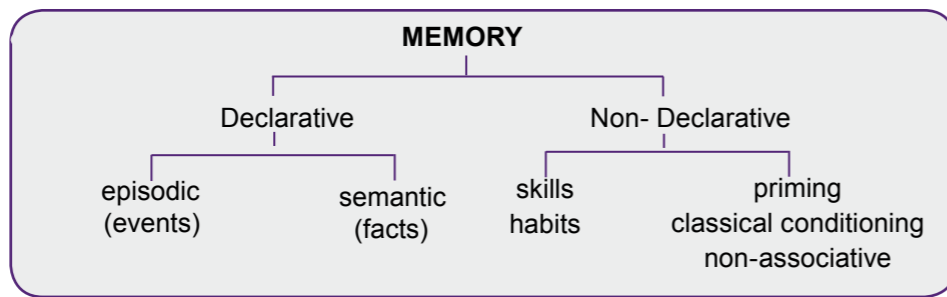 MEMORY
Declarative
Non- Declarative
episodic
(events)
semantic
(facts)
skills
habits
priming
classical conditioning
non-associative